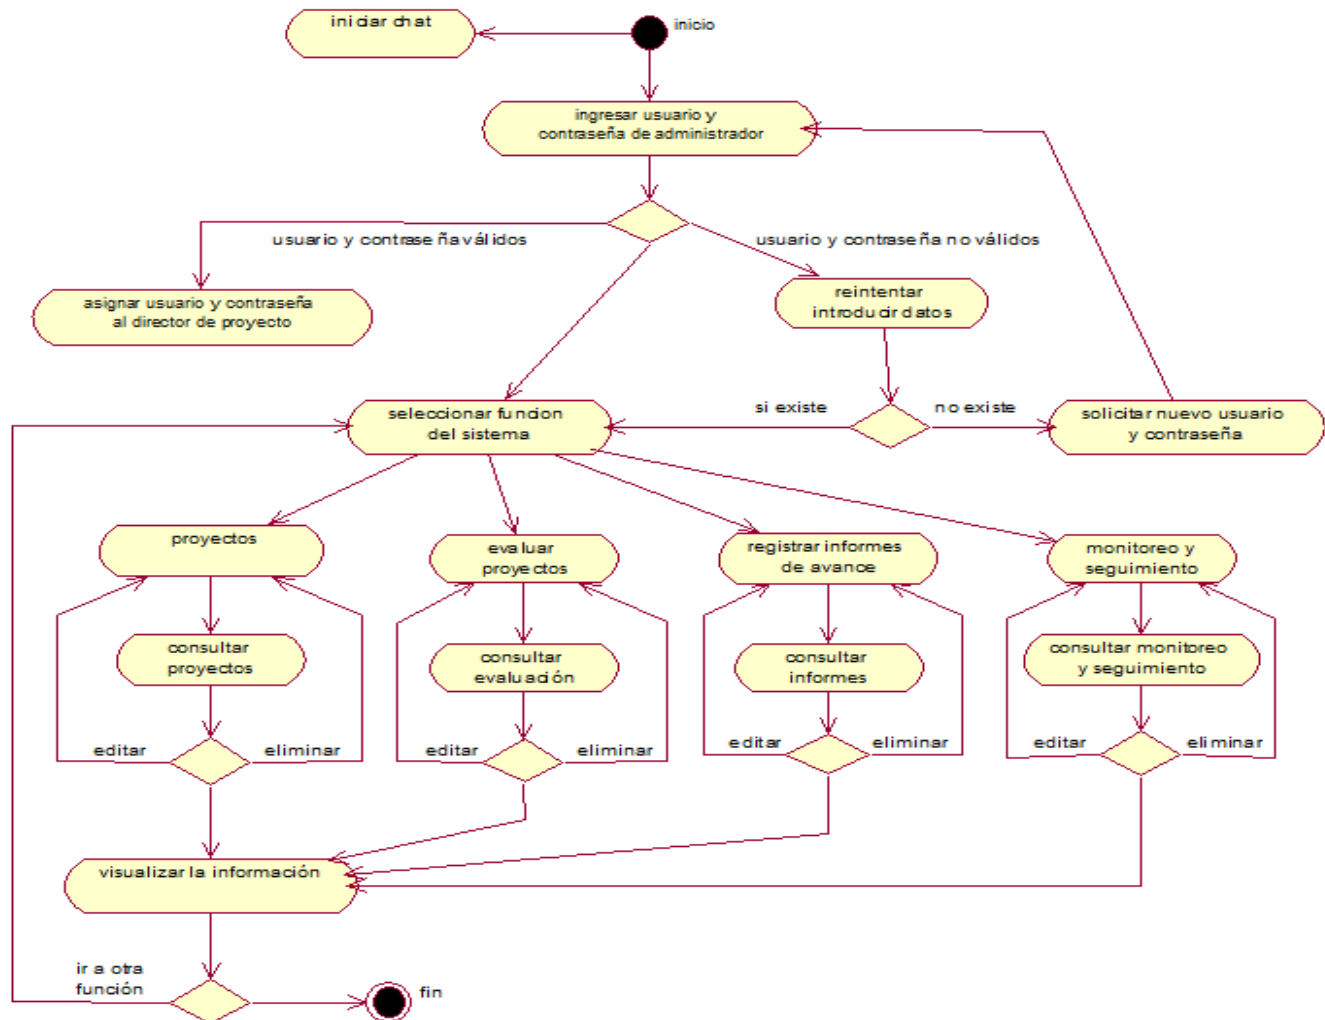 iniciar chat
inicio
ingresar usuario y
contraseña de administrador
usuario y contraseña válidos
usuario y contraseña no válidos
asignar usuario y contraseña
al director de proyecto
reintentar
introducir datos
seleccionar funcion
del sistema
si existe
no existe
solicitar nuevo usuario
y contraseña
proyectos
evaluar
proyectos
registrar informes
de avance
monitoreo y
seguimiento
consultar
proyectos
consultar
evaluación
consultar
informes
consultar monitoreo
y seguimiento
editar
eliminar
editar
eliminar
editar
eliminar
editar
eliminar
visualizar la información
ir a otra
función
fin